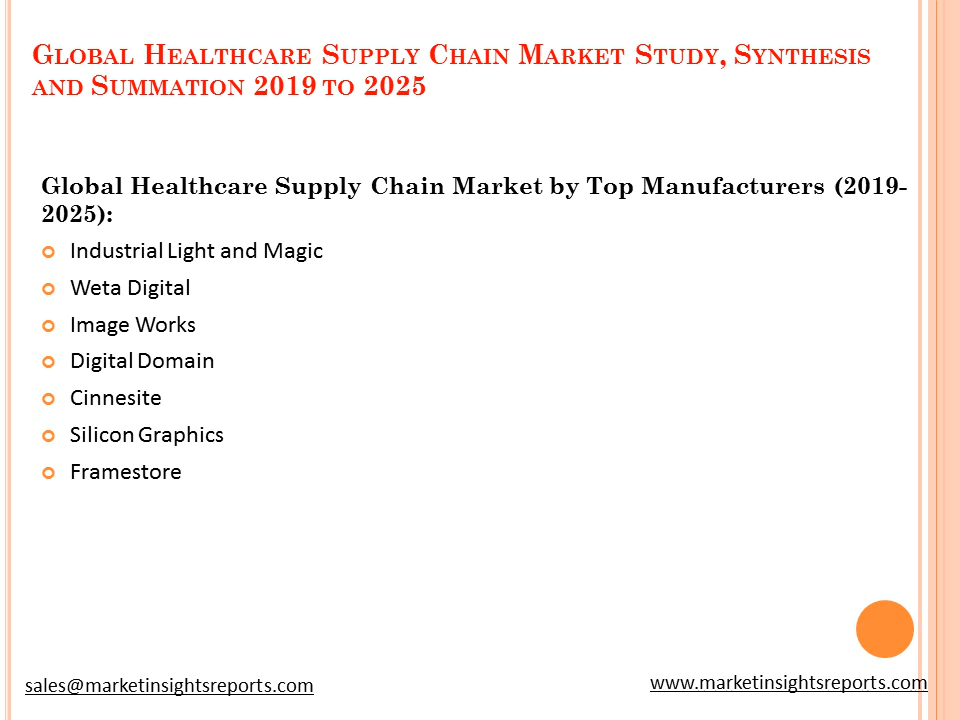 Global Healthcare Supply Chain Market Study, Synthesis
and Summation 2019 to 2025
Global Healthcare Supply Chain Market by Top Manufacturers (2019-
2025):
Industrial Light and Magic
Weta Digital
Image Works
Digital Domain
Cinnesite
Silicon Graphics
Framestore
sales@marketinsightsreports.com
www.marketinsightsreports.com